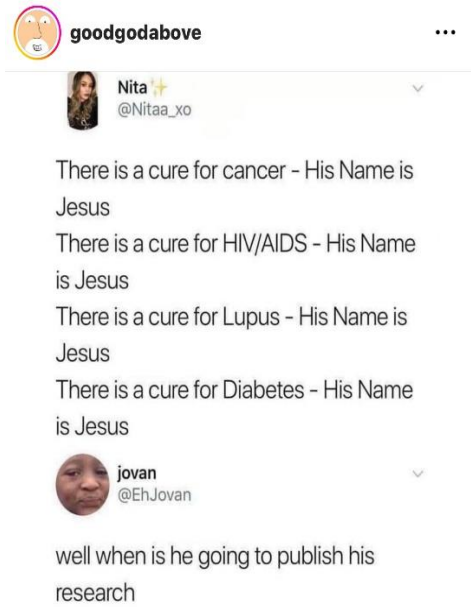 goodgodabove
Nita✨
@Nitaa_xo
There is a cure for cancer - His Name is
Jesus
There is a cure for HIV/AIDS - His Name
is Jesus
There is a cure for Lupus - His Name is
Jesus
There is a cure for Diabetes - His Name
is Jesus
jovan
@EhJovan
well when is he going to publish his
research